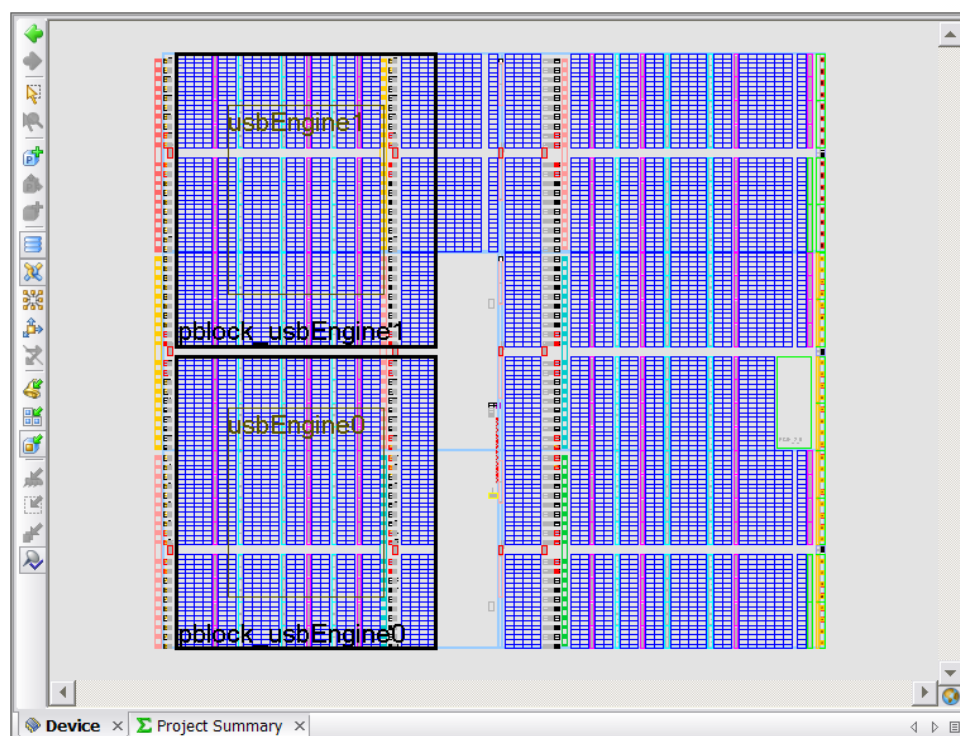 usbEngine1
pblock_usbEngine1
usbEngine0
pblock_usbEngine0
Device
Σ Project Summary